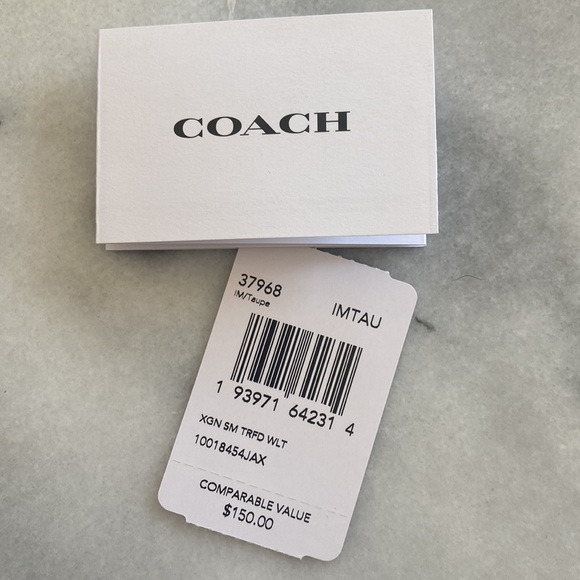 COACH
37968
IM/Taupe
IMTAU
1 93971 64231 4
XGN SM TRFD WLT
10018454JAX
COMPARABLE VALUE
$150.00